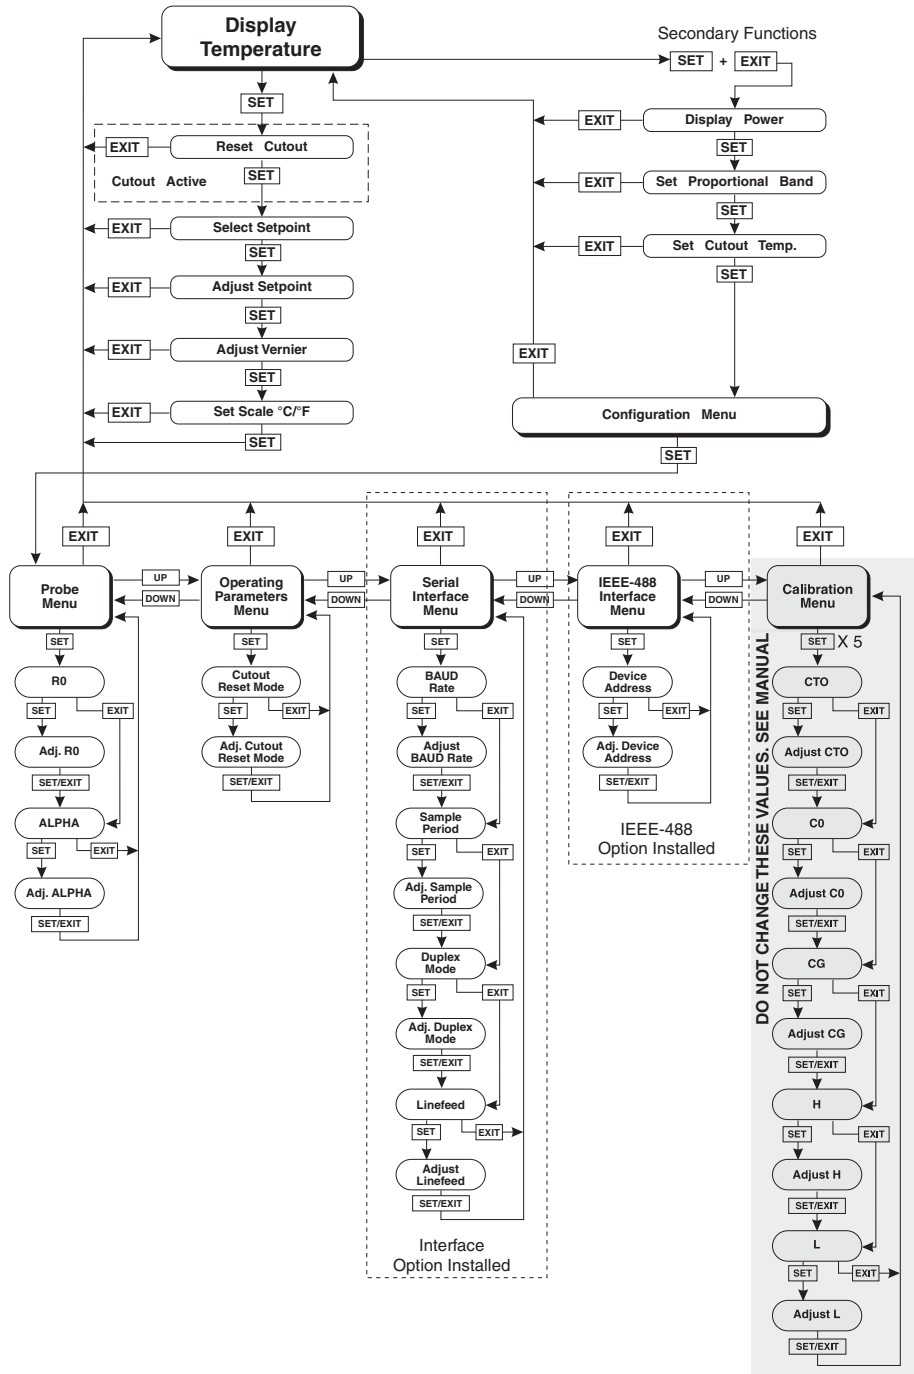 Display
Temperature
Secondary Functions
SET + EXIT
SET
EXIT Reset Cutout
Cutout Active
SET
EXIT Select Setpoint
SET
EXIT Adjust Setpoint
SET
EXIT Adjust Vernier
SET
EXIT Set Scale °C/°F
SET
EXIT Display Power
SET
EXIT Set Proportional Band
SET
EXIT Set Cutout Temp.
SET
EXIT
Configuration Menu
SET
EXIT
EXIT
EXIT
EXIT
EXIT
Probe
Menu
UP
DOWN
Operating
Parameters
Menu
UP
DOWN
Serial
Interface
Menu
UP
DOWN
IEEE-488
Interface
Menu
UP
DOWN
Calibration
Menu
SET
R0
SET EXIT
Adj. R0
SET/EXIT
ALPHA
SET EXIT
Adj. ALPHA
SET/EXIT
SET
Cutout
Reset Mode
SET EXIT
Adj. Cutout
Reset Mode
SET/EXIT
SET
BAUD
Rate
SET EXIT
Adjust
BAUD Rate
SET/EXIT
Sample
Period
SET EXIT
Adj. Sample
Period
SET/EXIT
Duplex
Mode
SET EXIT
Adj. Duplex
Mode
SET/EXIT
Linefeed
SET EXIT
Adjust
Linefeed
SET/EXIT
Interface
Option Installed
SET
Device
Address
SET EXIT
Adj. Device
Address
SET/EXIT
IEEE-488
Option Installed
DO NOT CHANGE THESE VALUES. SEE MANUAL
SET X 5
CTO
SET EXIT
Adjust CTO
SET/EXIT
C0
SET EXIT
Adjust C0
SET/EXIT
CG
SET EXIT
Adjust CG
SET/EXIT
H
SET EXIT
Adjust H
SET/EXIT
L
SET EXIT
Adjust L
SET/EXIT